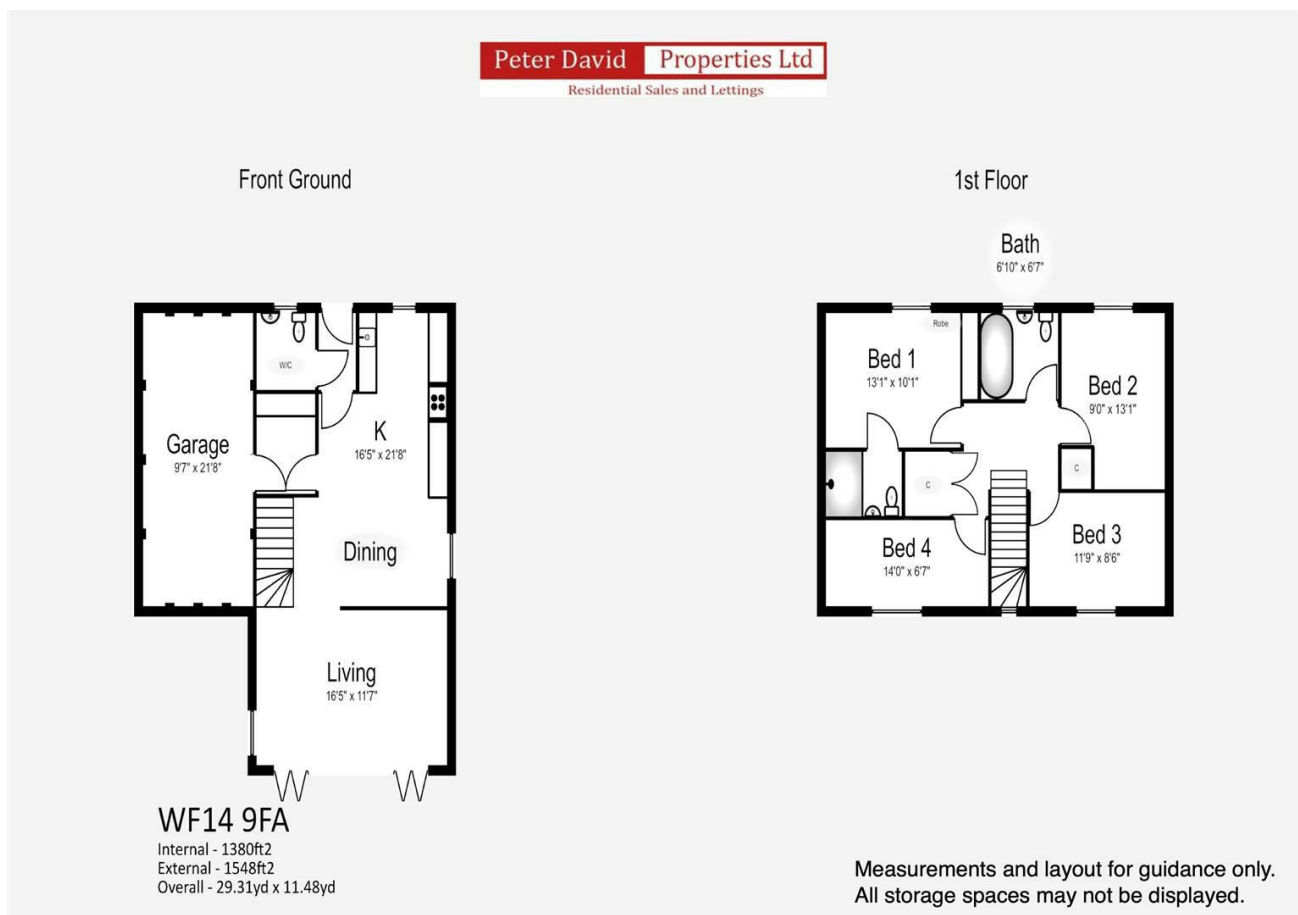 Peter David Properties Ltd
Residential Sales and Lettings
Front Ground
1st Floor
Bath
6'10" x 6'7"
W/C
Garage
9'7" x 21'8"
K
16'5" x 21'8"
Dining
Living
16'5" x 11'7"
Robe
Bed 1
13'1" x 10'1"
Bed 2
9'0" x 13'1"
C
C
Bed 4
14'0" x 6'7"
Bed 3
11'9" x 8'6"
WF14 9FA
Internal - 1380ft2
External - 1548ft2
Overall - 29.31yd x 11.48yd
Measurements and layout for guidance only.
All storage spaces may not be displayed.